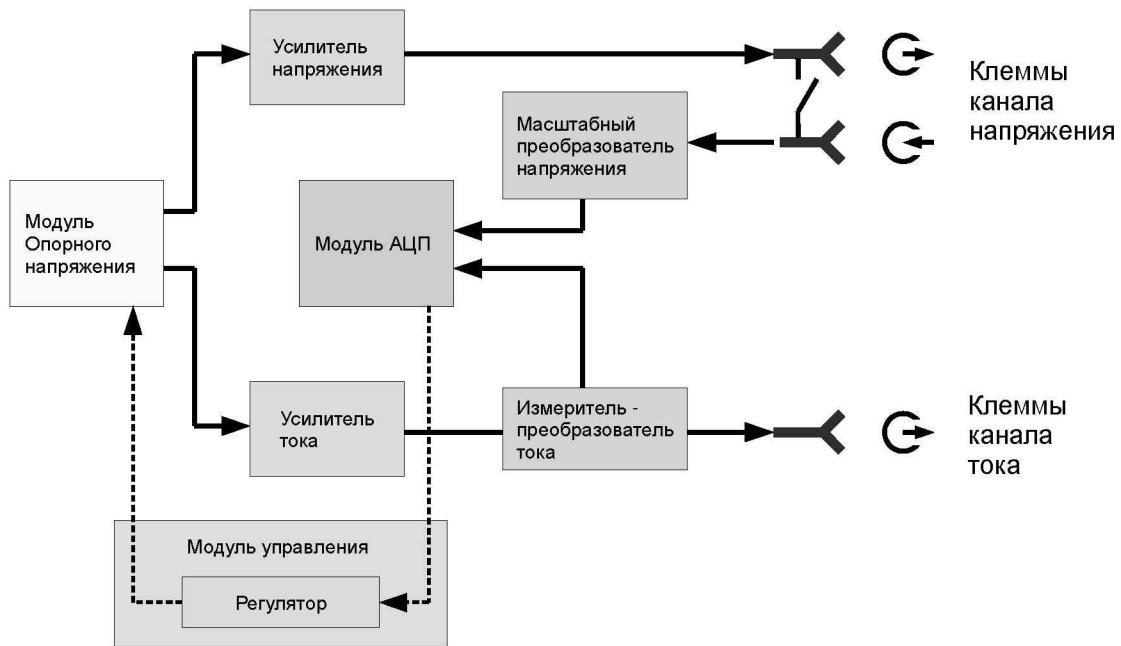 Усилитель
напряжения
Клеммы
канала
напряжения
Масштабный
преобразователь
напряжения
Модуль
Опорного
напряжения
Модуль АЦП
Усилитель
тока
Измеритель -
преобразователь
тока
Клеммы
канала
тока
Модуль управления
Регулятор